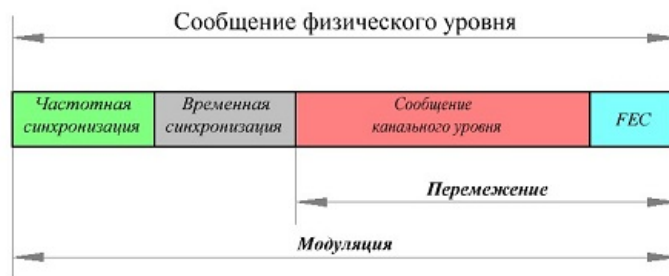 Сообщение физического уровня
Частотная синхронизация
Временная синхронизация
Сообщение канального уровня
FEC
Перемежение
Модуляция